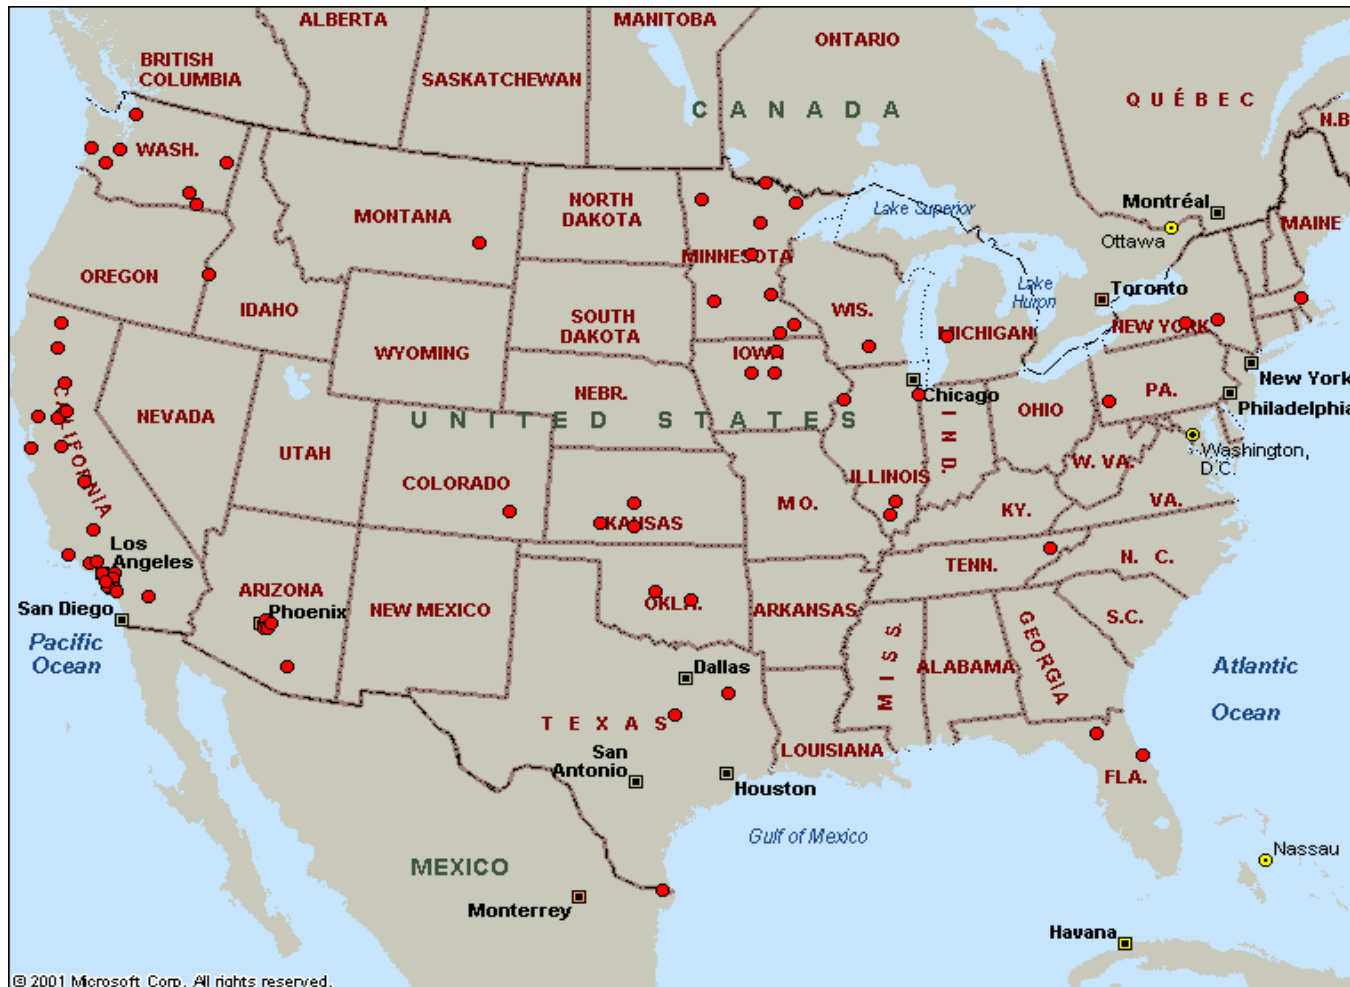 ALBERTA
MANITOBA
ONTARIO
BRITISH
COLUMBIA
SASKATCHEWAN
CANADA
QUÉBEC
N.B
WASH.
MONTANA
NORTH
DAKOTA
Lake Superior
Montréal
Ottawa
MAINE
OREGON
IDAHO
MINNESOTA
Lake
Huron
Toronto
WYOMING
SOUTH
DAKOTA
WIS.
MICHIGAN
NEW YORK
IOWA
New York
CALIFORNIA
NEVADA
UTAH
NEBR.
UNITED STATES
Chicago
OHIO
PA.
Philadelphia
IND.
Washington,
D.C.
COLORADO
KANSAS
MO.
ILLINOIS
W. VA.
KY.
VA.
Los
Angeles
San Diego
ARIZONA
Phoenix
NEW MEXICO
OKLA.
ARKANSAS
TENN.
N. C.
S.C.
Pacific
Ocean
Dallas
MISS.
ALABAMA
GEORGIA
Atlantic
Ocean
TEXAS
San
Antonio
Houston
LOUISIANA
FLA.
Gulf of Mexico
MEXICO
Monterrey
Nassau
Havana
© 2001 Microsoft Corp. All rights reserved.